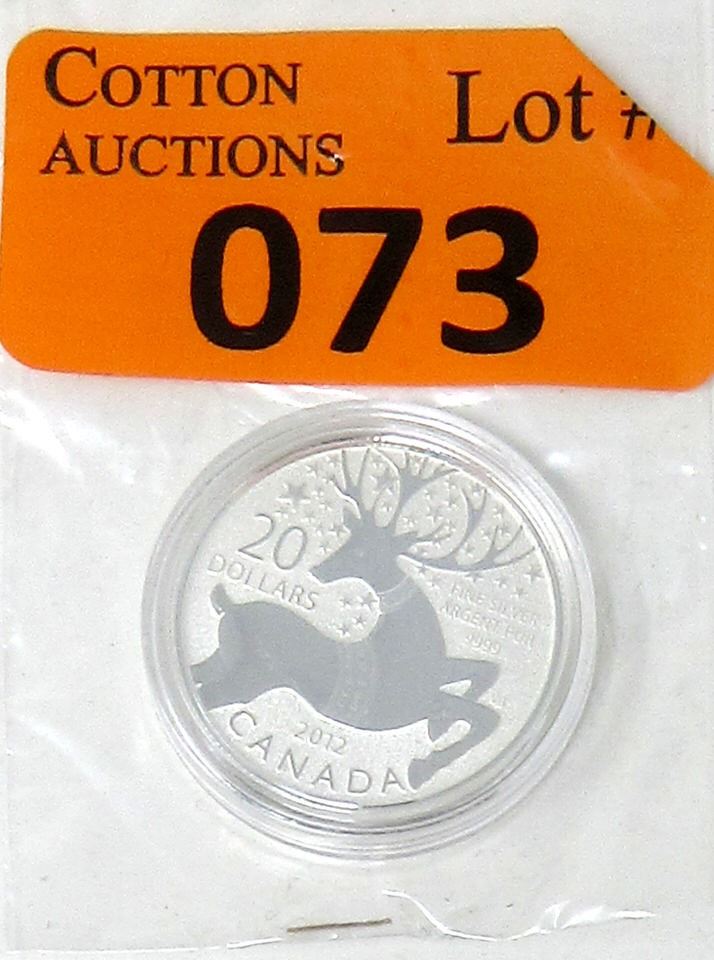 COTTON
AUCTIONS
Lot #
073
20
DOLLARS
FINE SILVER
ARGENT PUR
9999
2012
CANADA